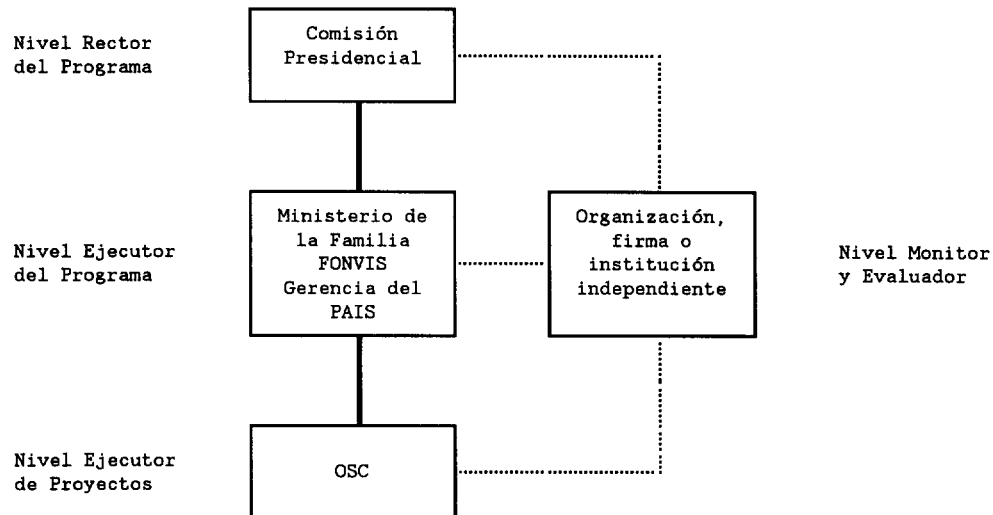 Nivel Rector
del Programa
Comisión
Presidencial
Nivel Ejecutor
del Programa
Ministerio de
la Familia
FONVIS
Gerencia del
PAIS
Organización,
firma o
institución
independiente
Nivel Monitor
y Evaluador
Nivel Ejecutor
de Proyectos
OSC